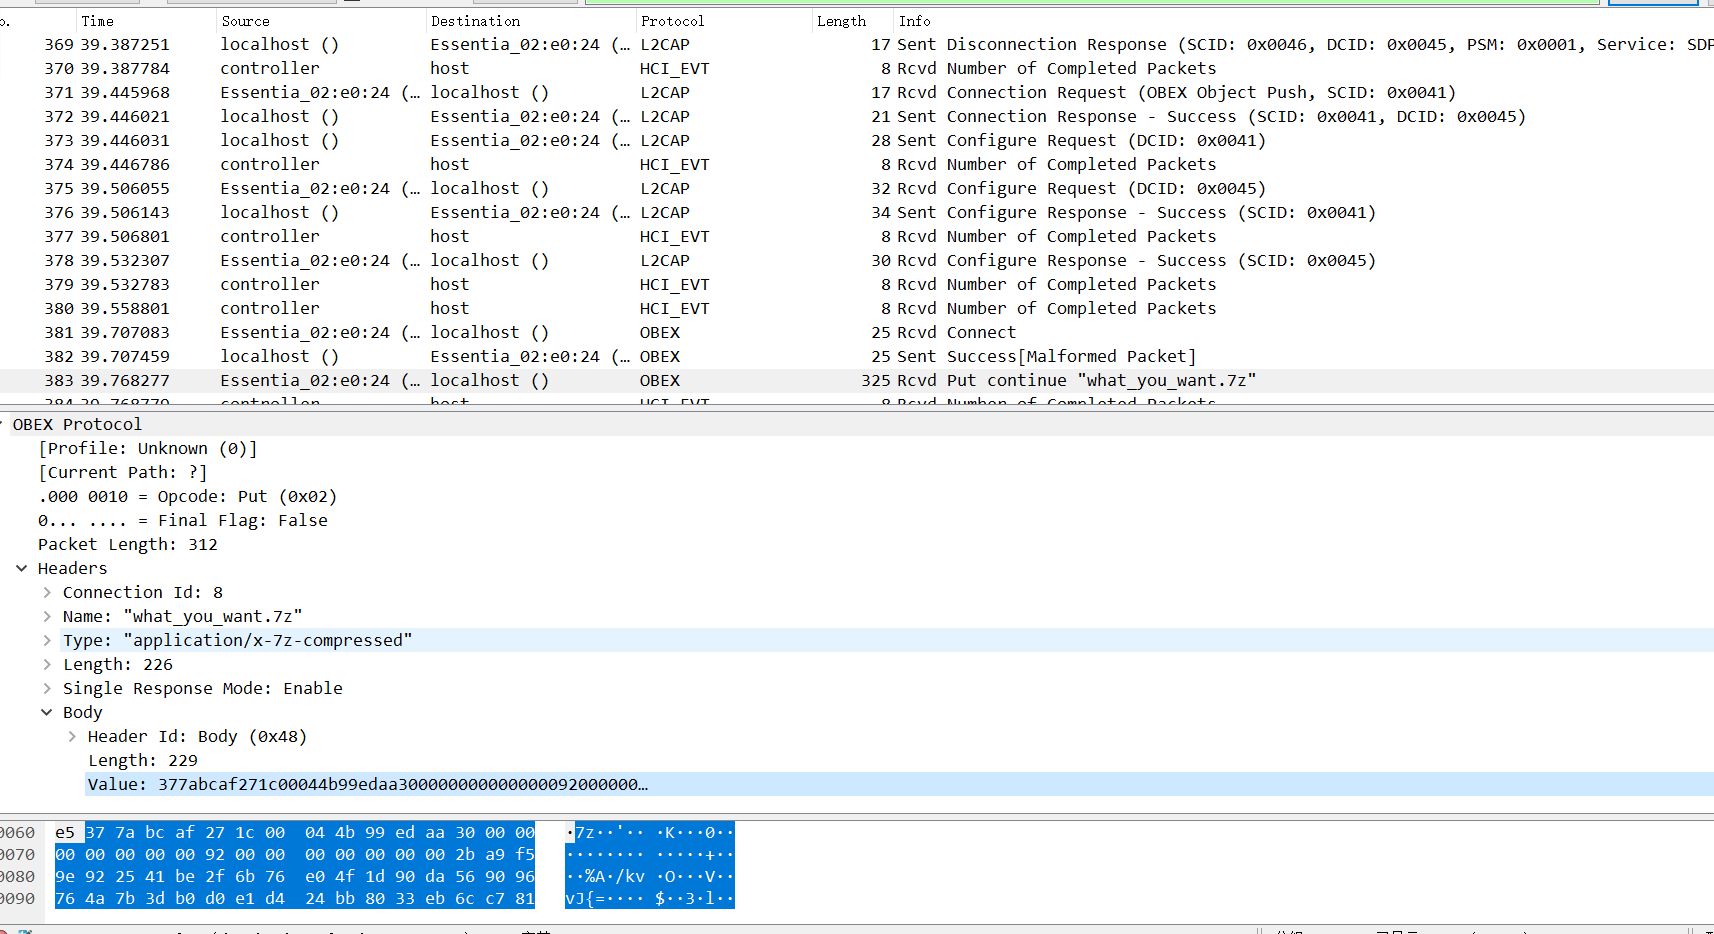 o. Time Source Destination Protocol Length Info
369 39.387251 localhost () Essentia_02:e0:24 (… L2CAP 17 Sent Disconnection Response (SCID: 0x0046, DCID: 0x0045, PSM: 0x0001, Service: SDP
370 39.387784 controller host HCI_EVT 8 Rcvd Number of Completed Packets
371 39.445968 Essentia_02:e0:24 (… localhost () L2CAP 17 Rcvd Connection Request (OBEX Object Push, SCID: 0x0041)
372 39.446021 localhost () Essentia_02:e0:24 (… L2CAP 21 Sent Connection Response - Success (SCID: 0x0041, DCID: 0x0045)
373 39.446031 localhost () Essentia_02:e0:24 (… L2CAP 28 Sent Configure Request (DCID: 0x0041)
374 39.446786 controller host HCI_EVT 8 Rcvd Number of Completed Packets
375 39.506055 Essentia_02:e0:24 (… localhost () L2CAP 32 Rcvd Configure Request (DCID: 0x0045)
376 39.506143 localhost () Essentia_02:e0:24 (… L2CAP 34 Sent Configure Response - Success (SCID: 0x0041)
377 39.506801 controller host HCI_EVT 8 Rcvd Number of Completed Packets
378 39.532307 Essentia_02:e0:24 (… localhost () L2CAP 30 Rcvd Configure Response - Success (SCID: 0x0045)
379 39.532783 controller host HCI_EVT 8 Rcvd Number of Completed Packets
380 39.558801 controller host HCI_EVT 8 Rcvd Number of Completed Packets
381 39.707083 Essentia_02:e0:24 (… localhost () OBEX 25 Rcvd Connect
382 39.707459 localhost () Essentia_02:e0:24 (… OBEX 25 Sent Success[Malformed Packet]
383 39.768277 Essentia_02:e0:24 (… localhost () OBEX 325 Rcvd Put continue "what_you_want.7z"
384 39.768779 controller host HCI_EVT 8 Rcvd Number of Completed Packets
OBEX Protocol
[Profile: Unknown (0)]
[Current Path: ?]
.000 0010 = Opcode: Put (0x02)
0... .... = Final Flag: False
Packet Length: 312
Headers
Connection Id: 8
Name: "what_you_want.7z"
Type: "application/x-7z-compressed"
Length: 226
Single Response Mode: Enable
Body
Header Id: Body (0x48)
Length: 229
Value: 377abcaf271c00044b99edaa300000000000000092000000…
0060 e5 37 7a bc af 27 1c 00 04 4b 99 ed aa 30 00 00 ·7z··'·· ·K···0··
0070 00 00 00 00 00 92 00 00 00 00 00 00 00 2b a9 f5 ········ ·····+··
0080 9e 92 25 41 be 2f 6b 76 e0 4f 1d 90 da 56 90 96 ··%A·/kv ·O···V··
0090 76 4a 7b 3d b0 d0 e1 d4 24 bb 80 33 eb 6c c7 81 vJ{=···· $··3·l··